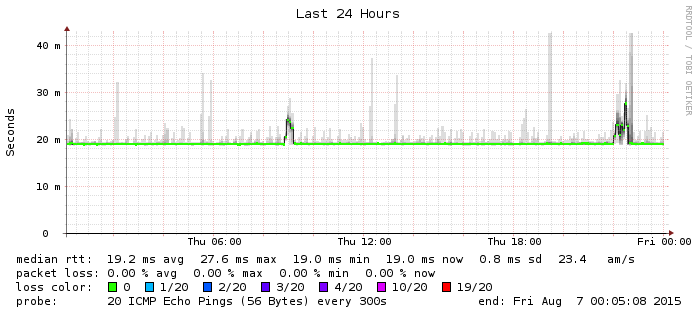 Last 24 Hours
RRDTOOL / TOBI OETIKER
Seconds
40 m
30 m
20 m
10 m
0
Thu 06:00 Thu 12:00 Thu 18:00 Fri 00:00
median rtt: 19.2 ms avg 27.6 ms max 19.0 ms min 19.0 ms now 0.8 ms sd 23.4 am/s
packet loss: 0.00 % avg 0.00 % max 0.00 % min 0.00 % now
loss color: 0 1/20 2/20 3/20 4/20 10/20 19/20
probe: 20 ICMP Echo Pings (56 Bytes) every 300s end: Fri Aug 7 00:05:08 2015